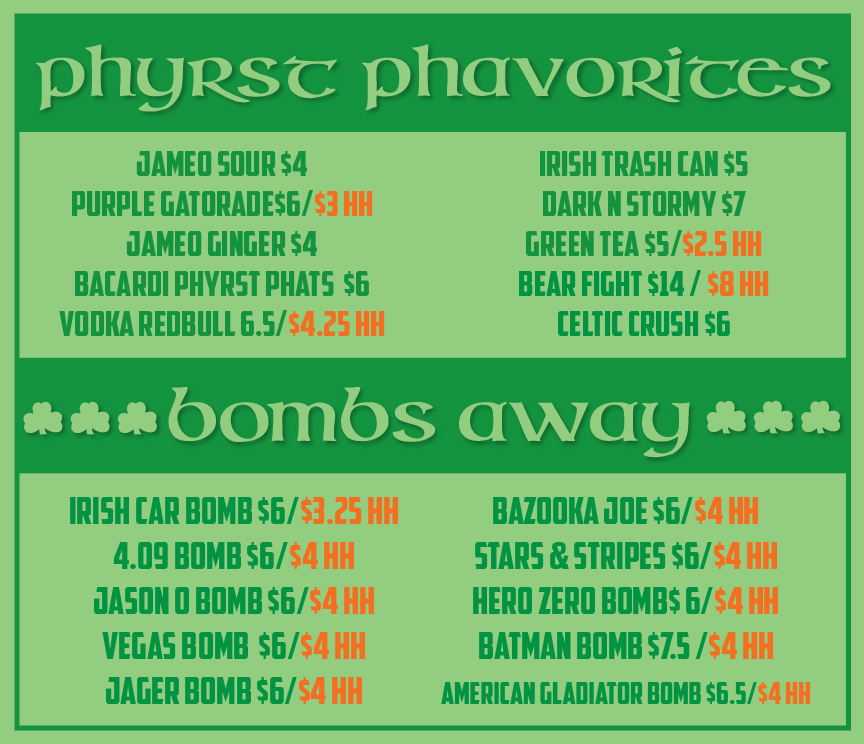 phyrst phavorites
JAMEO SOUR $4
PURPLE GATORADE$6/$3 HH
JAMEO GINGER $4
BACARDI PHYRST PHATS $6
VODKA REDBULL 6.5/$4.25 HH
IRISH TRASH CAN $5
DARK N STORMY $7
GREEN TEA $5/$2.5 HH
BEAR FIGHT $14 / $8 HH
CELTIC CRUSH $6
bombs away
IRISH CAR BOMB $6/$3.25 HH
4.09 BOMB $6/$4 HH
JASON O BOMB $6/$4 HH
VEGAS BOMB $6/$4 HH
JAGER BOMB $6/$4 HH
BAZOOKA JOE $6/$4 HH
STARS & STRIPES $6/$4 HH
HERO ZERO BOMB$ 6/$4 HH
BATMAN BOMB $7.5 /$4 HH
AMERICAN GLADIATOR BOMB $6.5/$4 HH